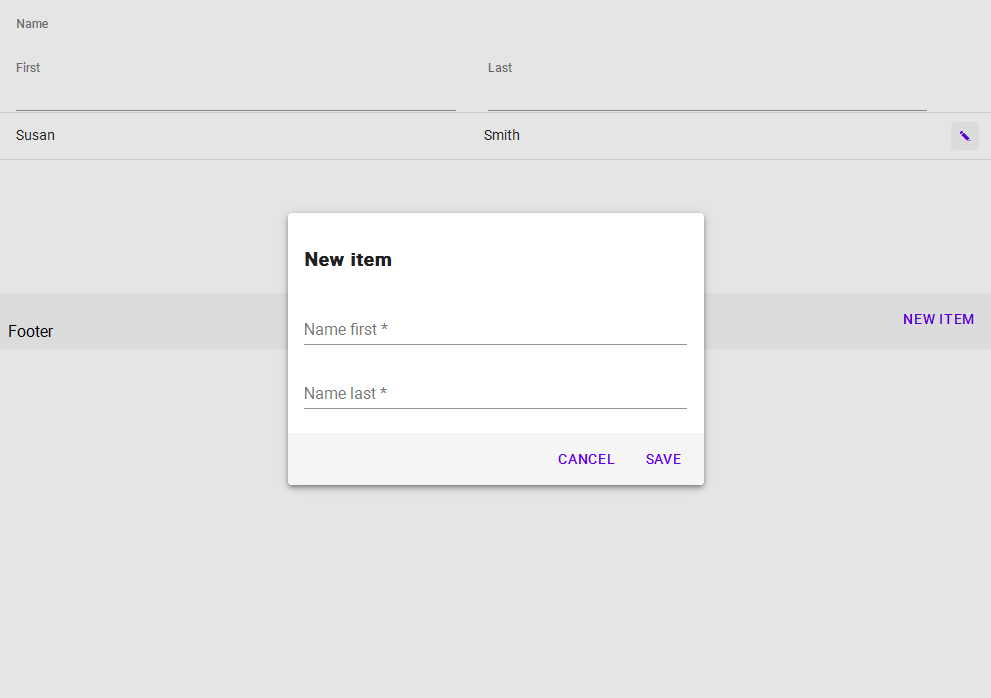 Name
First Last
Susan Smith
New item
Name first *
Name last *
CANCEL SAVE
Footer NEW ITEM